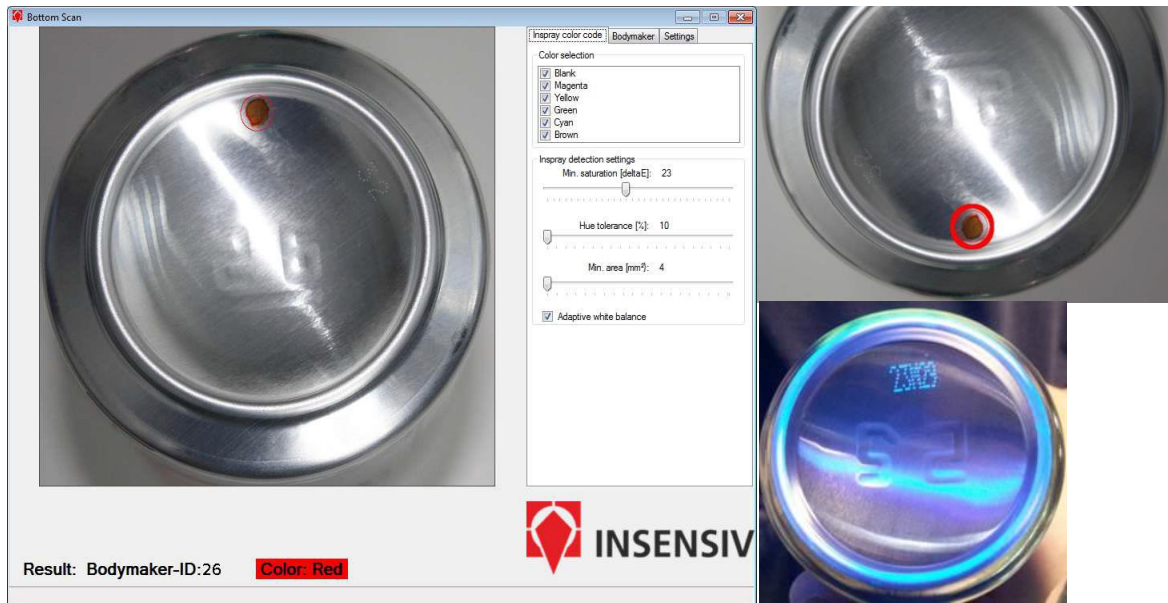 Bottom Scan
Inspray color code Bodymaker Settings
Color selection
Blank
Magenta
Yellow
Green
Cyan
Brown
Inspray detection settings
Min. saturation [deltaE]: 23
Hue tolerance [%]: 10
Min. area [mm²]: 4
Adaptive white balance
INSENSIV
Result: Bodymaker-ID:26 Color: Red
23A29